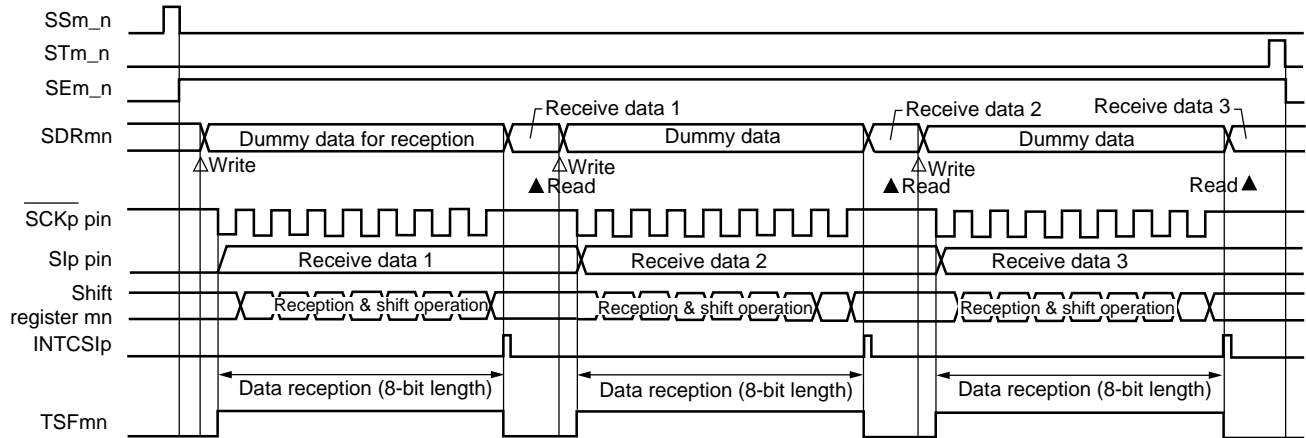 SSm_n
STm_n
SEm_n
Receive data 1
Receive data 2
Receive data 3
SDRmn
Dummy data for reception
Dummy data
Dummy data
△Write
△Write
△Write
▲Read
▲Read
Read▲
SCKp pin
SIp pin
Receive data 1
Receive data 2
Receive data 3
Shift
register mn
Reception & shift operation
Reception & shift operation
Reception & shift operation
INTCSIp
Data reception (8-bit length)
Data reception (8-bit length)
Data reception (8-bit length)
TSFmn